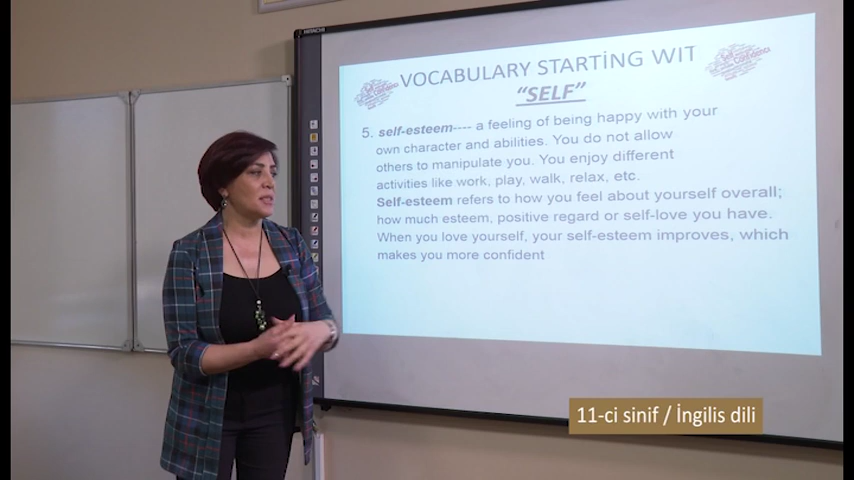 HITACHI
VOCABULARY STARTİNG WIT
“SELF”
5. self-esteem---- a feeling of being happy with your
own character and abilities. You do not allow
others to manipulate you. You enjoy different
activities like work, play, walk, relax, etc.
Self-esteem refers to how you feel about yourself overall;
how much esteem, positive regard or self-love you have.
When you love yourself, your self-esteem improves, which
makes you more confident
11-ci sinif / İngilis dili